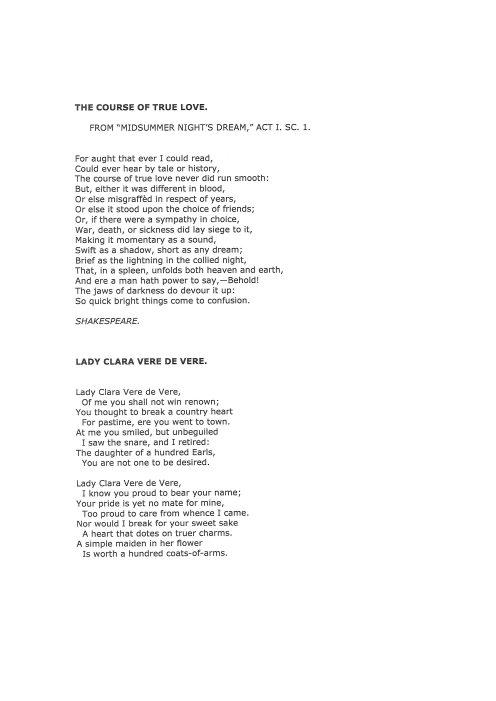 THE COURSE OF TRUE LOVE.
FROM “MIDSUMMER NIGHT’S DREAM,” ACT I. SC. 1.
For aught that ever I could read,
Could ever hear by tale or history,
The course of true love never did run smooth:
But, either it was different in blood,
Or else misgraffèd in respect of years,
Or else it stood upon the choice of friends;
Or, if there were a sympathy in choice,
War, death, or sickness did lay siege to it,
Making it momentary as a sound,
Swift as a shadow, short as any dream;
Brief as the lightning in the collied night,
That, in a spleen, unfolds both heaven and earth,
And ere a man hath power to say,—Behold!
The jaws of darkness do devour it up:
So quick bright things come to confusion.
SHAKESPEARE.
LADY CLARA VERE DE VERE.
Lady Clara Vere de Vere,
Of me you shall not win renown;
You thought to break a country heart
For pastime, ere you went to town.
At me you smiled, but unbeguiled
I saw the snare, and I retired:
The daughter of a hundred Earls,
You are not one to be desired.
Lady Clara Vere de Vere,
I know you proud to bear your name;
Your pride is yet no mate for mine,
Too proud to care from whence I came.
Nor would I break for your sweet sake
A heart that dotes on truer charms.
A simple maiden in her flower
Is worth a hundred coats-of-arms.